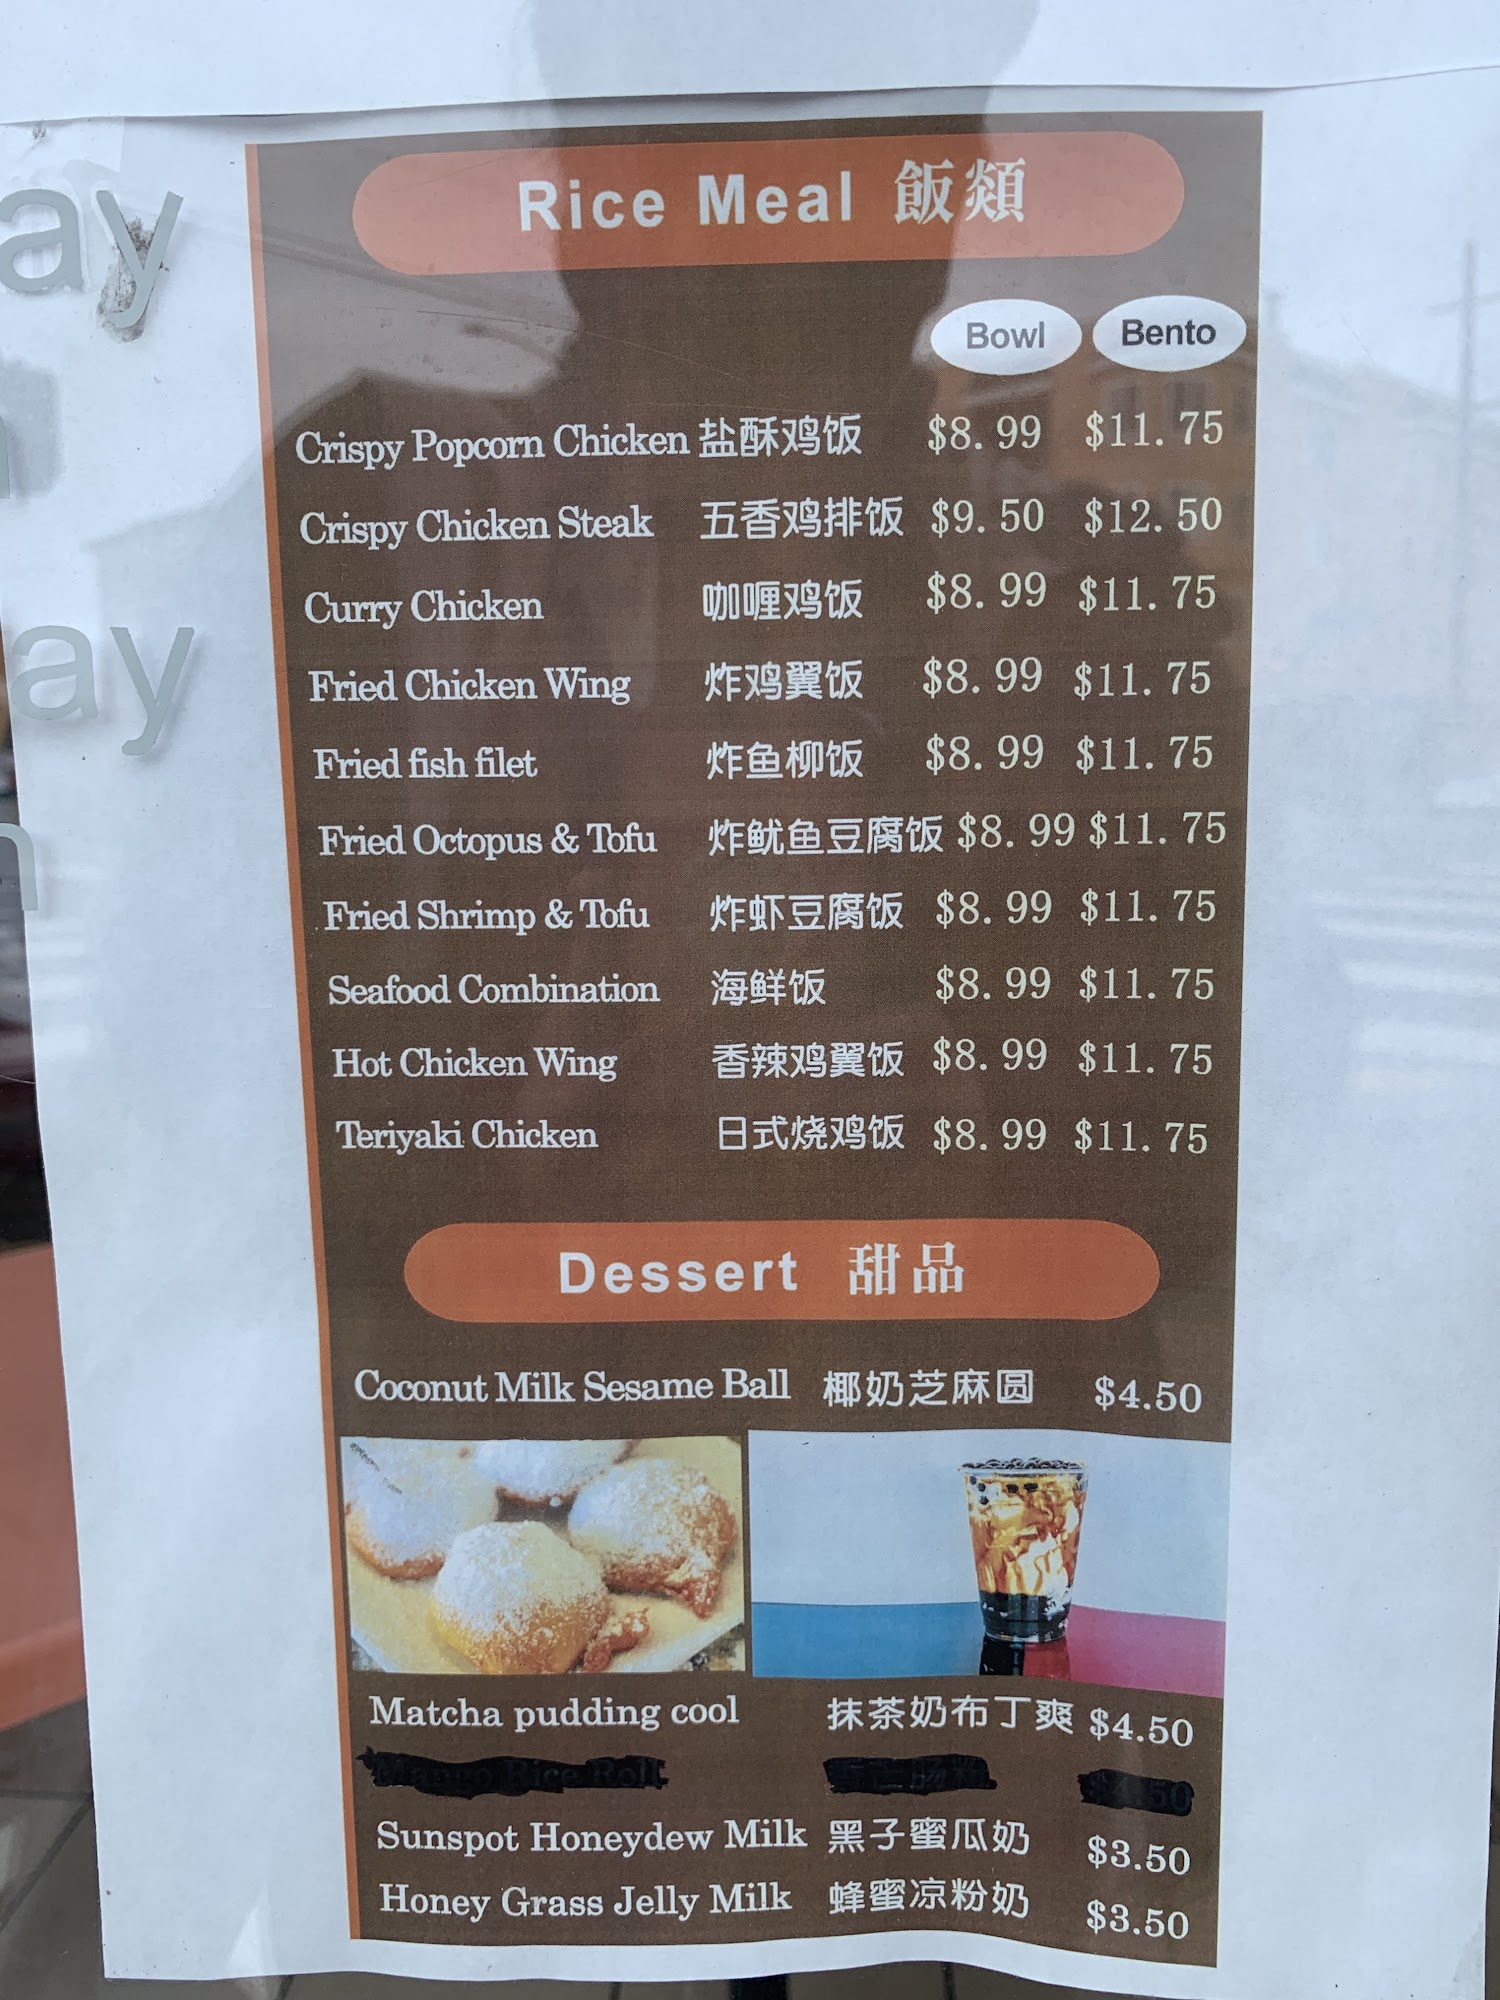 ay
ay
Rice Meal 飯類
Bowl Bento
Crispy Popcorn Chicken 盐酥鸡饭 $8.99 $11.75
Crispy Chicken Steak 五香鸡排饭 $9.50 $12.50
Curry Chicken 咖喱鸡饭 $8.99 $11.75
Fried Chicken Wing 炸鸡翼饭 $8.99 $11.75
Fried fish filet 炸鱼柳饭 $8.99 $11.75
Fried Octopus & Tofu 炸鱿鱼豆腐饭 $8.99 $11.75
Fried Shrimp & Tofu 炸虾豆腐饭 $8.99 $11.75
Seafood Combination 海鲜饭 $8.99 $11.75
Hot Chicken Wing 香辣鸡翼饭 $8.99 $11.75
Teriyaki Chicken 日式烧鸡饭 $8.99 $11.75
Dessert 甜品
Coconut Milk Sesame Ball 椰奶芝麻圆 $4.50
Matcha pudding cool 抹茶奶布丁爽 $4.50
Mango Rice Roll
Sunspot Honeydew Milk 黑子蜜瓜奶 $3.50
Honey Grass Jelly Milk 蜂蜜凉粉奶 $3.50